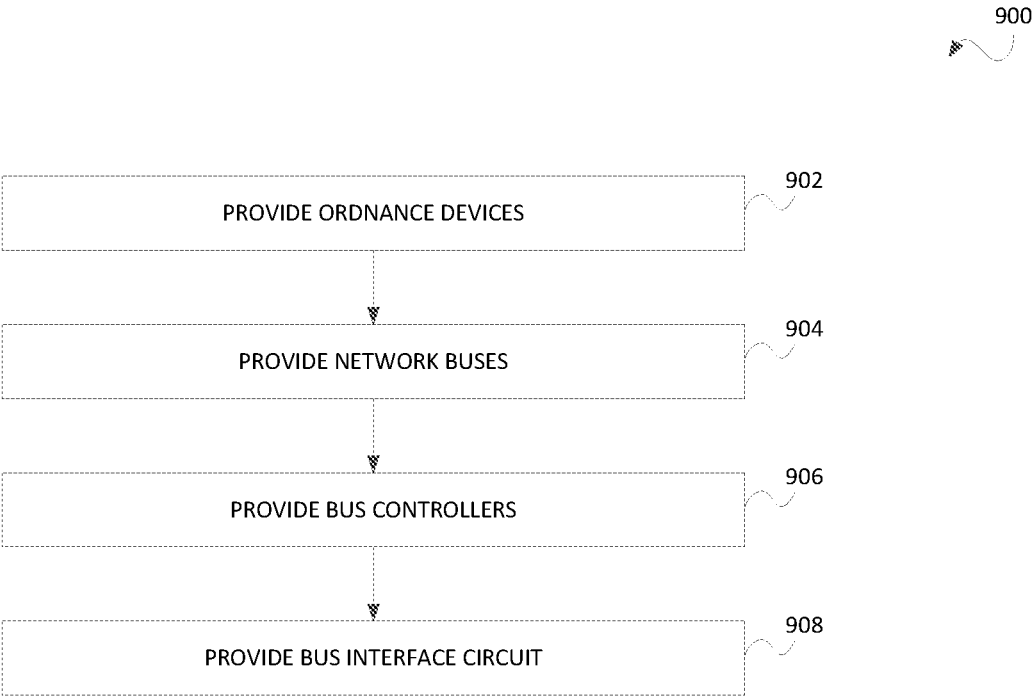 900
PROVIDE ORDNANCE DEVICES
902
PROVIDE NETWORK BUSES
904
PROVIDE BUS CONTROLLERS
906
PROVIDE BUS INTERFACE CIRCUIT
908